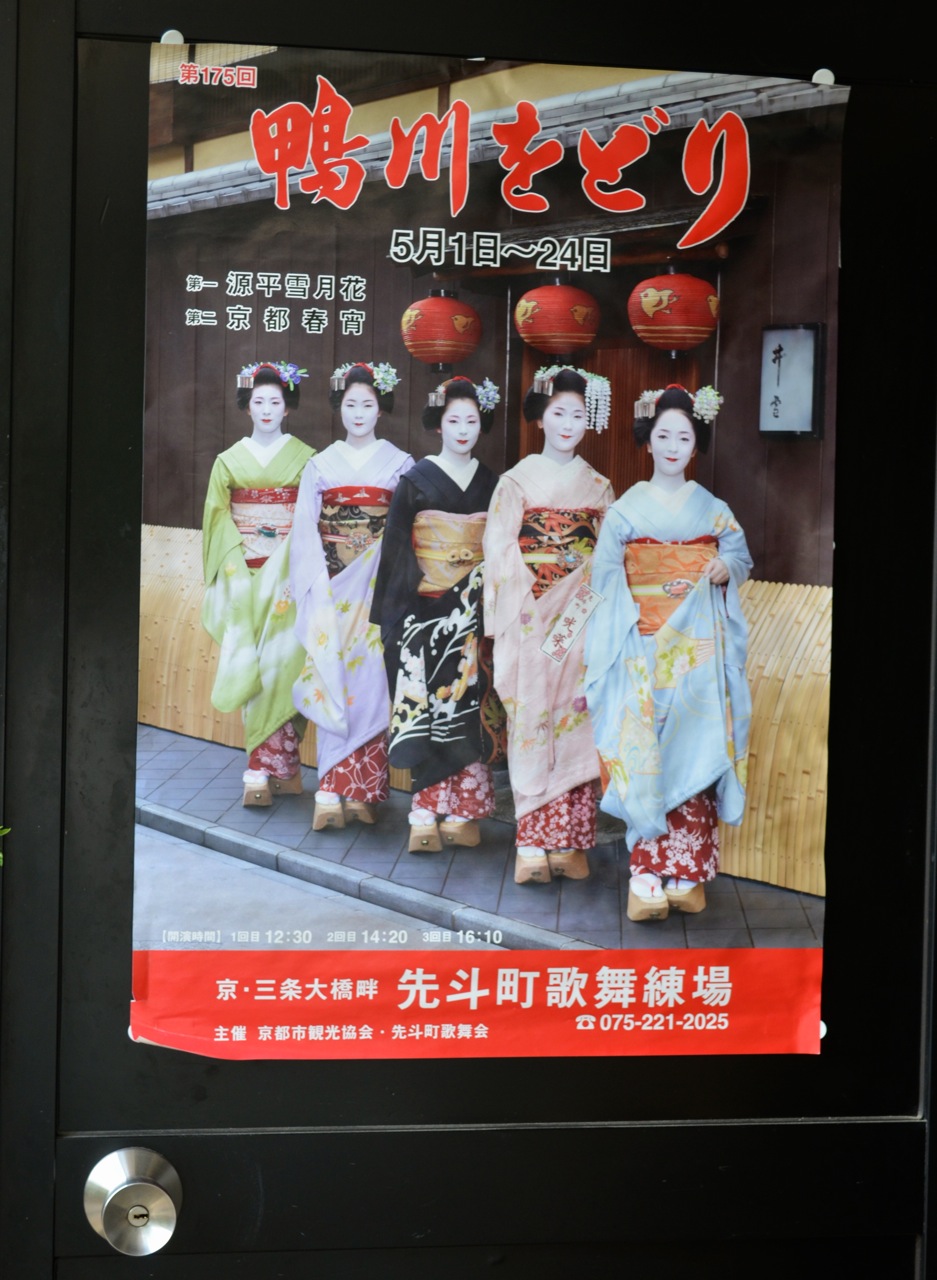 第175回
鴨川をどり
5月1日～24日
第一 源平雪月花
第二 京都春宵
【開演時間】 1回目 12:30 2回目 14:20 3回目 16:10
京・三条大橋畔 先斗町歌舞練場
☎075-221-2025
主催 京都市観光協会・先斗町歌舞会